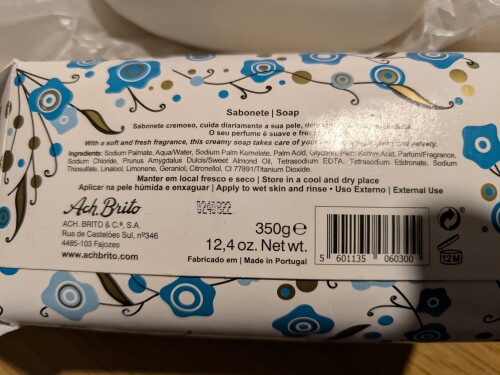 Sabonete | Soap
Sabonete cremoso, cuida diariamente a sua pele,
O seu perfume é suave e
With a soft and fresh fragrance, this creamy soap takes care of your velvety.
Ingredients: Sodium Palmate, Aqua/Water, Sodium Palm Kernelate, Palm Acid, Glycerin, Palm Kernel Acid, Parfum/Fragrance,
Sodium Chloride, Prunus Amygdalus Dulcis/Sweet Almond Oil, Tetrasodium EDTA, Tetrasodium Etidronate, Sodium
Thiosulfate, Linalool, Limonene, Geraniol, Citronellol, CI 77891/Titanium Dioxide.
Manter em local fresco e seco | Store in a cool and dry place
Aplicar na pele húmida e enxaguar | Apply to wet skin and rinse • Uso Externo | External Use
Ach. Brito
ACH. BRITO & C.ª, S.A.
Rua de Castelões Sul, nº346
4485-103 Fajozes
www.achbrito.com
350g℮
12,4 oz. Net wt.
Fabricado em | Made in Portugal
5 601135 060300
12M